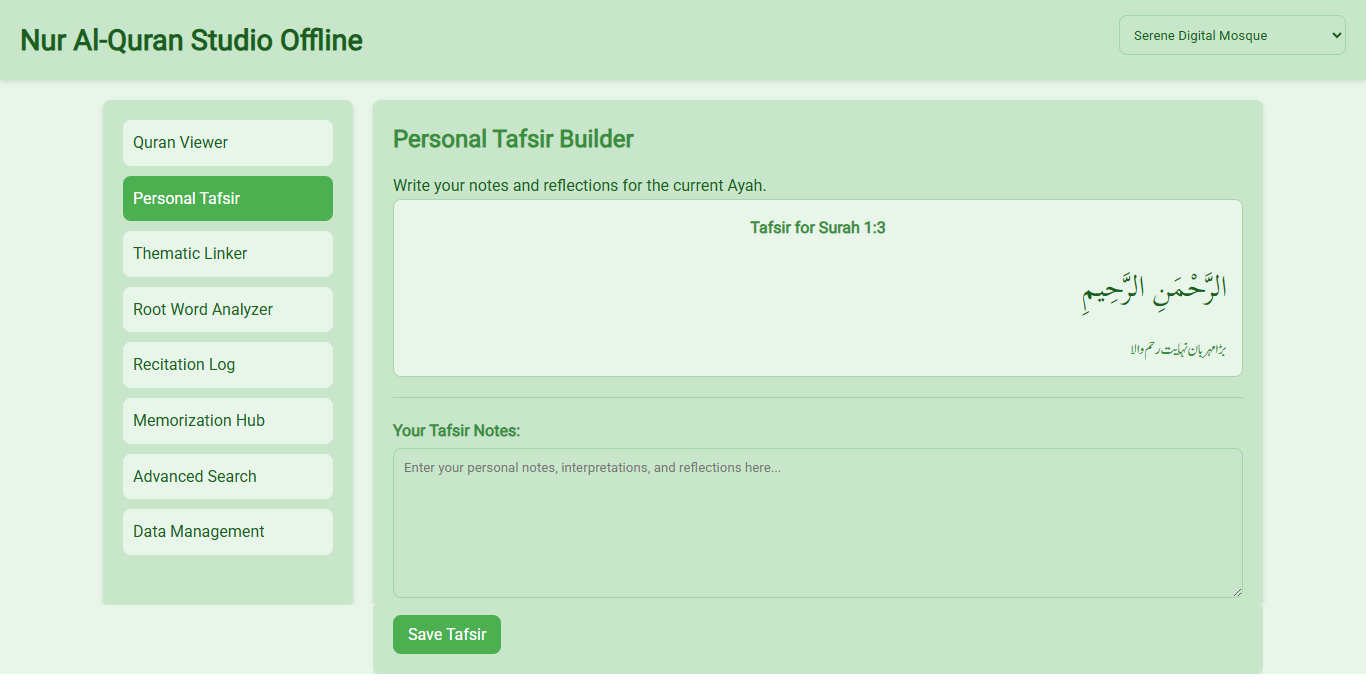 Nur Al-Quran Studio Offline
Serene Digital Mosque
Quran Viewer
Personal Tafsir
Thematic Linker
Root Word Analyzer
Recitation Log
Memorization Hub
Advanced Search
Data Management
Personal Tafsir Builder
Write your notes and reflections for the current Ayah.
Tafsir for Surah 1:3
الرَّحْمَنِ الرَّحِيمِ
بڑا مہربان نہایت رحم والا
Your Tafsir Notes:
Enter your personal notes, interpretations, and reflections here...
Save Tafsir